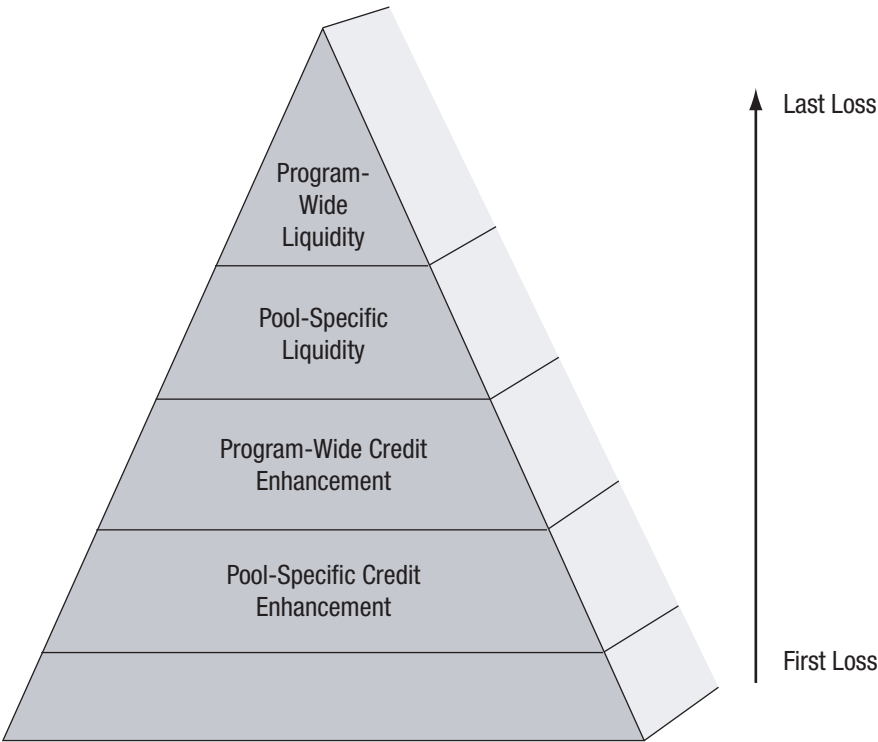 Last Loss
Program-
Wide
Liquidity
Pool-Specific
Liquidity
Program-Wide Credit
Enhancement
Pool-Specific Credit
Enhancement
First Loss